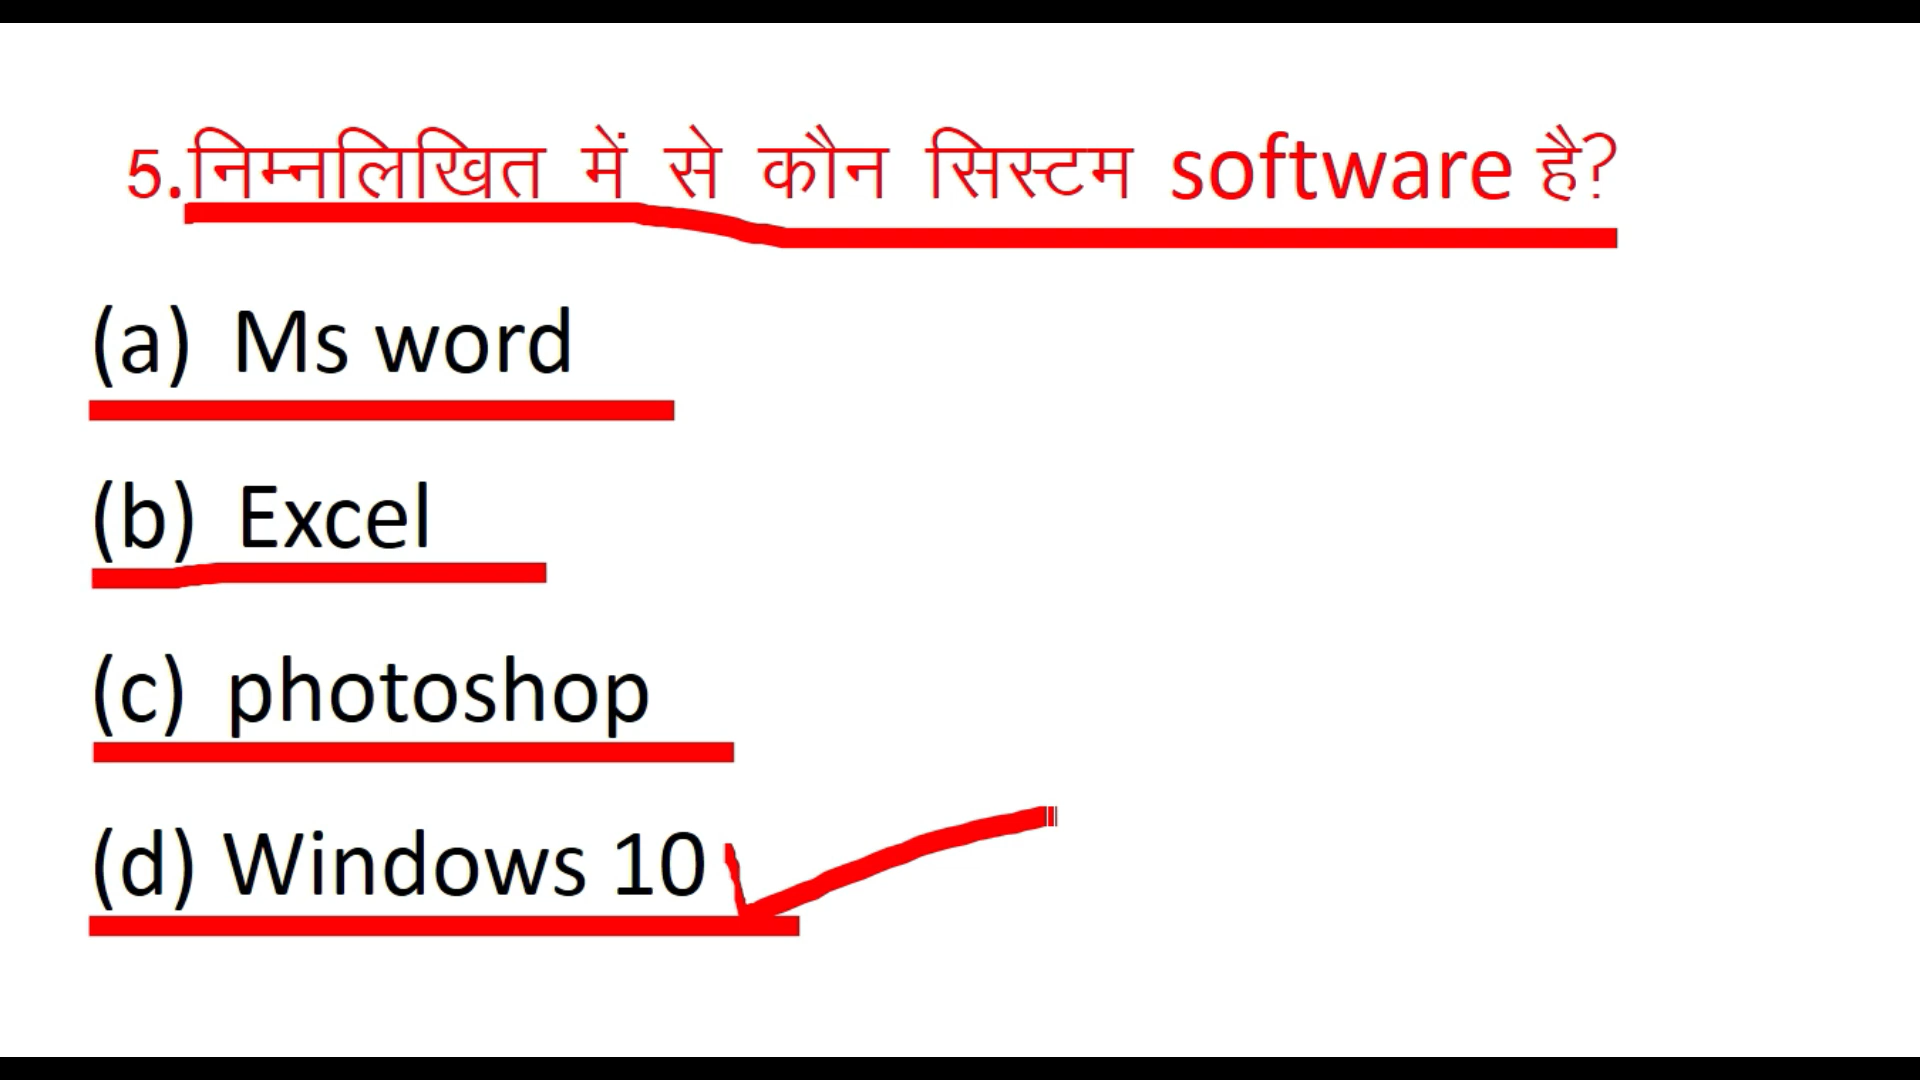 5.निम्नलिखित में से कौन सिस्टम software है?
(a) Ms word
(b) Excel
(c) photoshop
(d) Windows 10